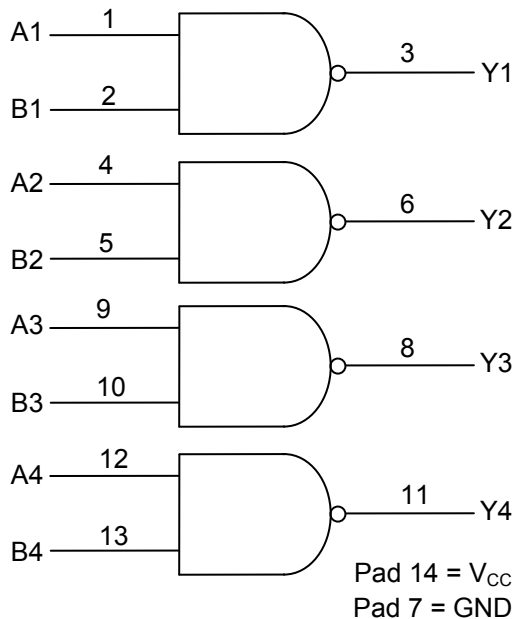 A1 1
3 Y1
B1 2
A2 4
6 Y2
B2 5
A3 9
8 Y3
B3 10
A4 12
11 Y4
B4 13
Pad 14 = VCC
Pad 7 = GND